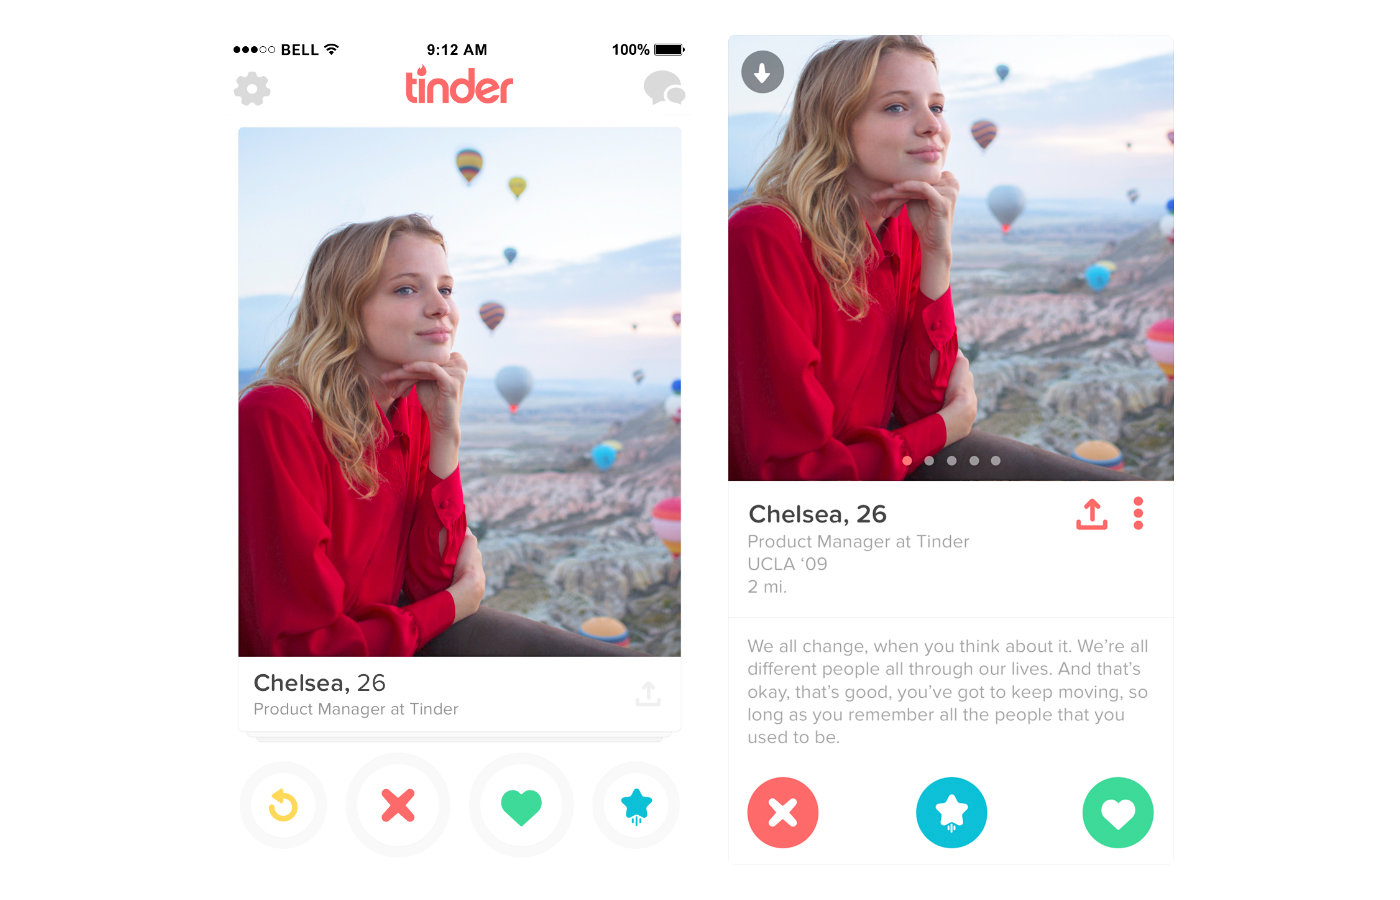 BELL
9:12 AM
100%
tinder
Chelsea, 26
Product Manager at Tinder
Chelsea, 26
Product Manager at Tinder
UCLA ‘09
2 mi.
We all change, when you think about it. We’re all
different people all through our lives. And that’s
okay, that’s good, you’ve got to keep moving, so
long as you remember all the people that you
used to be.